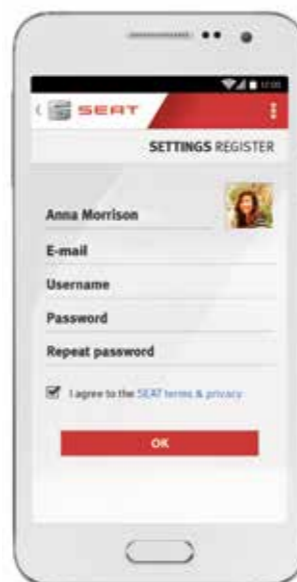 SEAT
SETTINGS REGISTER
Anna Morrison
E-mail
Username
Password
Repeat password
I agree to the SEAT terms & privacy
OK